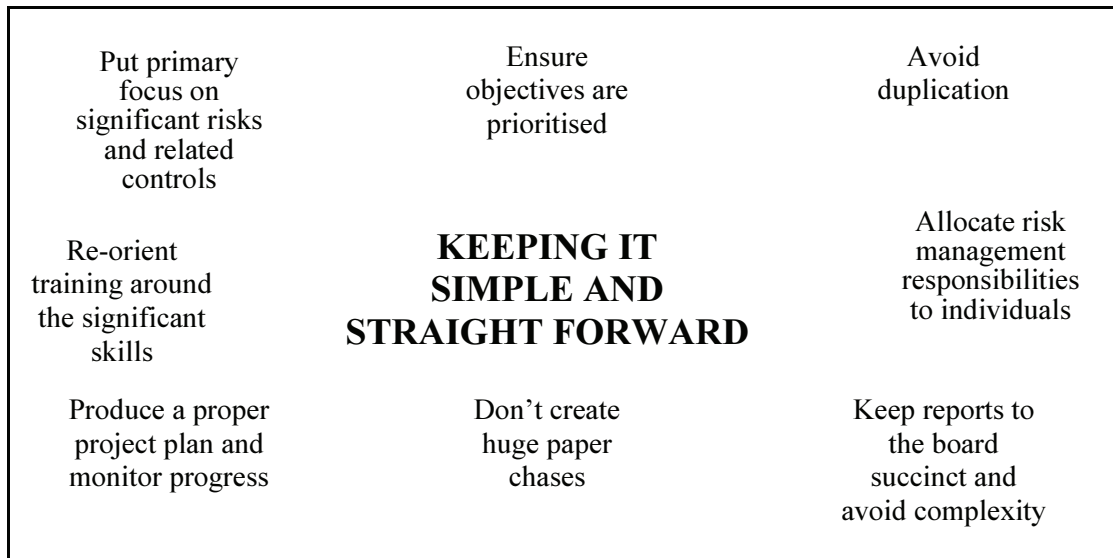 Put primary
focus on
significant risks
and related
controls
Ensure
objectives are
prioritised
Avoid
duplication
Re-orient
training around
the significant
skills
KEEPING IT
SIMPLE AND
STRAIGHT FORWARD
Allocate risk
management
responsibilities
to individuals
Produce a proper
project plan and
monitor progress
Don’t create
huge paper
chases
Keep reports to
the board
succinct and
avoid complexity